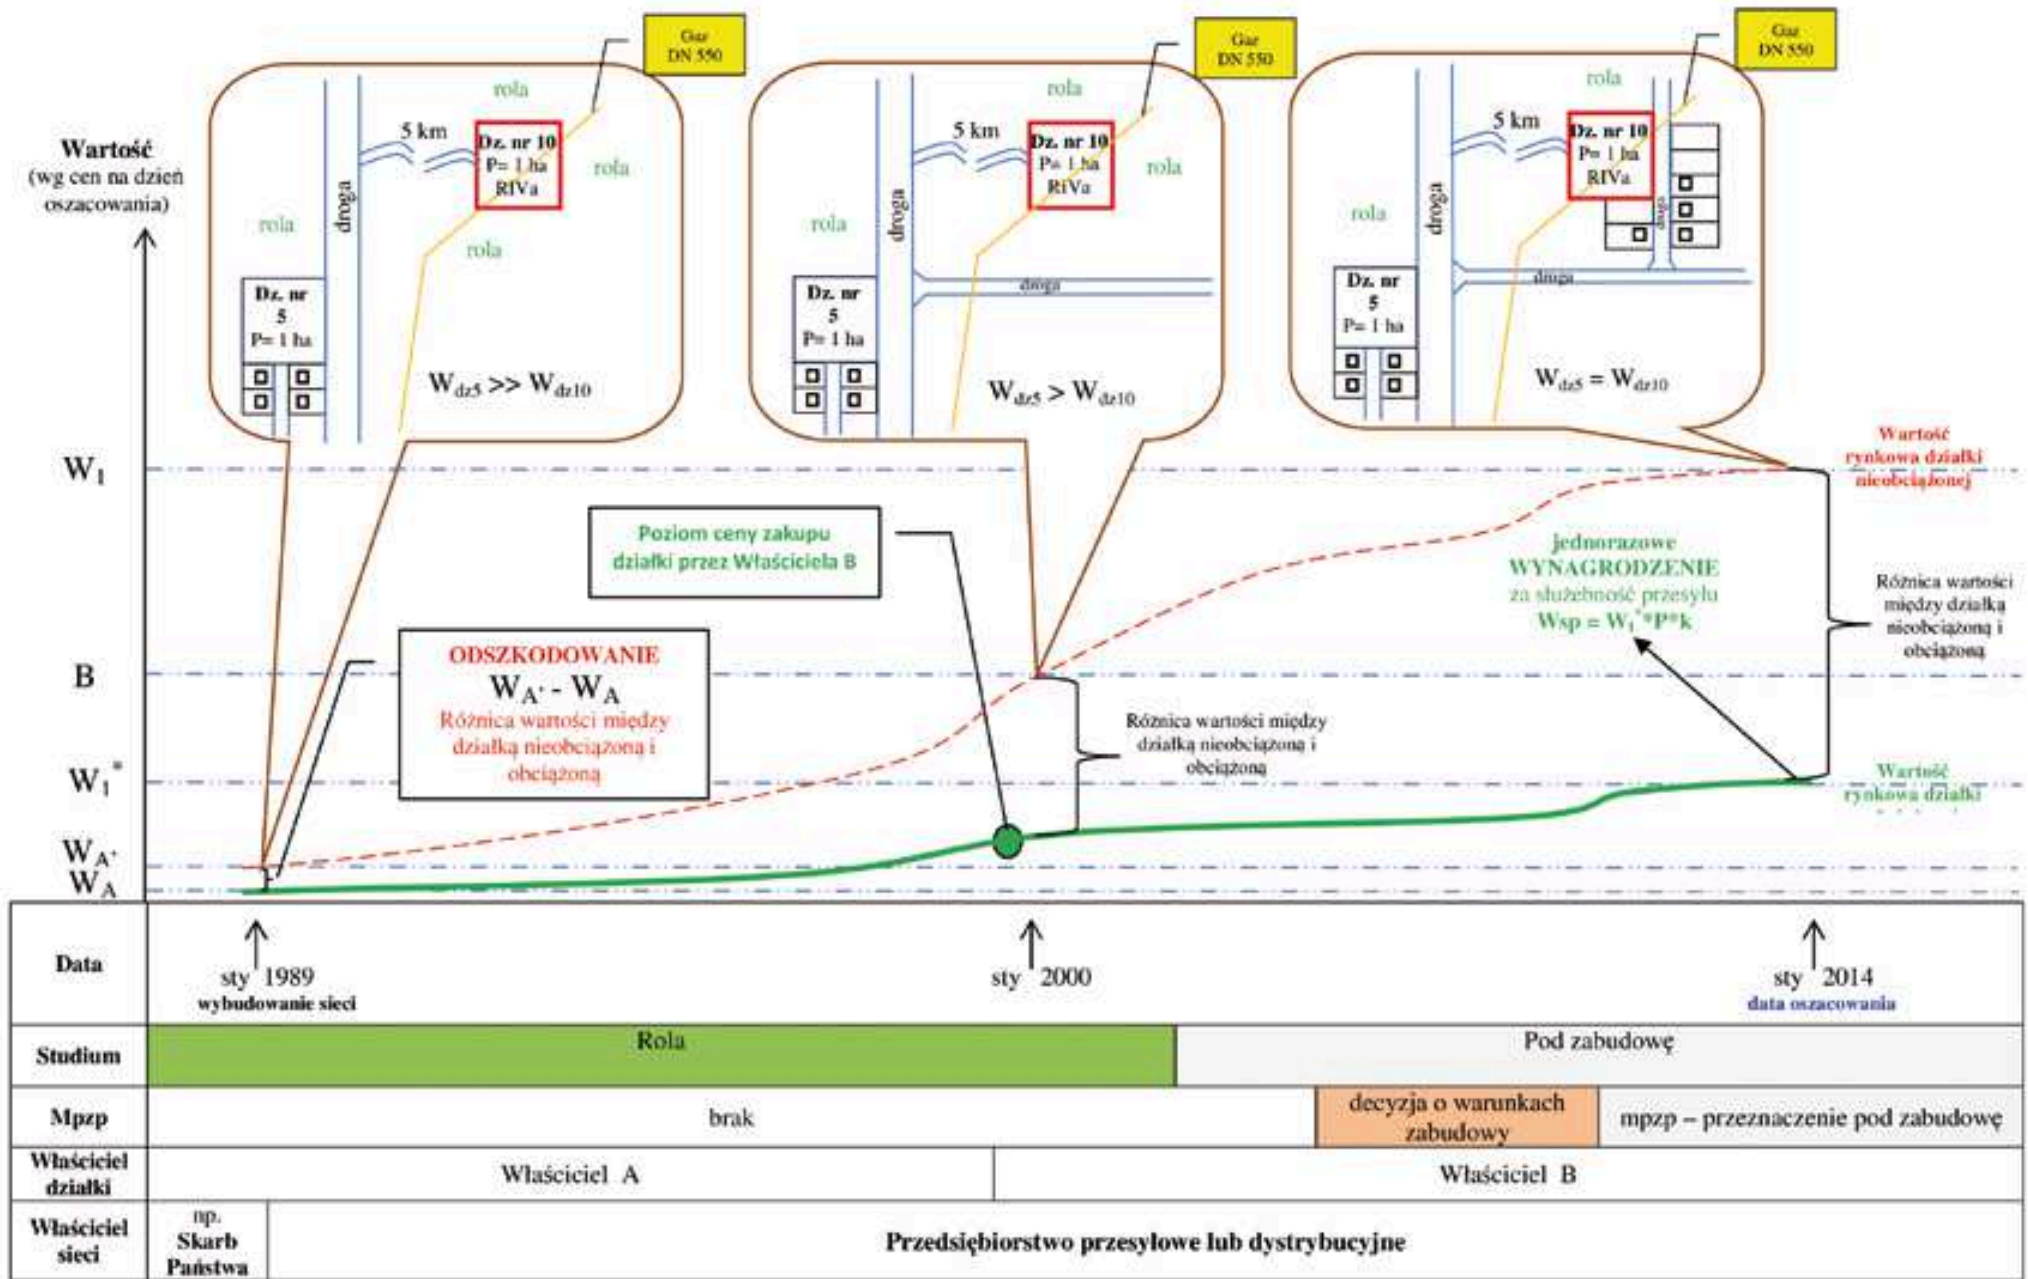 Wartość
(wg cen na dzień
oszacowania)
Gaz
DN 550
rola
5 km
Dz. nr 10
P= 1 ha
RIVa
rola
rola
droga
rola
Dz. nr
5
P= 1 ha
Wdz5 >> Wdz10
Gaz
DN 550
rola
5 km
Dz. nr 10
P= 1 ha
RIVa
rola
rola
droga
droga
Dz. nr
5
P= 1 ha
Wdz5 > Wdz10
Gaz
DN 550
rola
5 km
Dz. nr 10
P= 1 ha
RIVa
rola
droga
droga
droga
Dz. nr
5
P= 1 ha
Wdz5 = Wdz10
W1
B
W1*
WA'
WA
Poziom ceny zakupu
działki przez Właściciela B
ODSZKODOWANIE
WA' - WA
Różnica wartości między
działką nieobciążoną i
obciążoną
Różnica wartości między
działką nieobciążoną i
obciążoną
jednorazowe
WYNAGRODZENIE
za służebność przesyłu
Wsp = W1**P*k
Wartość
rynkowa działki
nieobciążonej
Różnica wartości
między działką
nieobciążoną i
obciążoną
Wartość
rynkowa działki
Data
sty 1989
wybudowanie sieci
sty 2000
sty 2014
data oszacowania
Studium
Rola
Pod zabudowę
Mpzp
brak
decyzja o warunkach
zabudowy
mpzp – przeznaczenie pod zabudowę
Właściciel
działki
Właściciel A
Właściciel B
Właściciel
sieci
np.
Skarb
Państwa
Przedsiębiorstwo przesyłowe lub dystrybucyjne